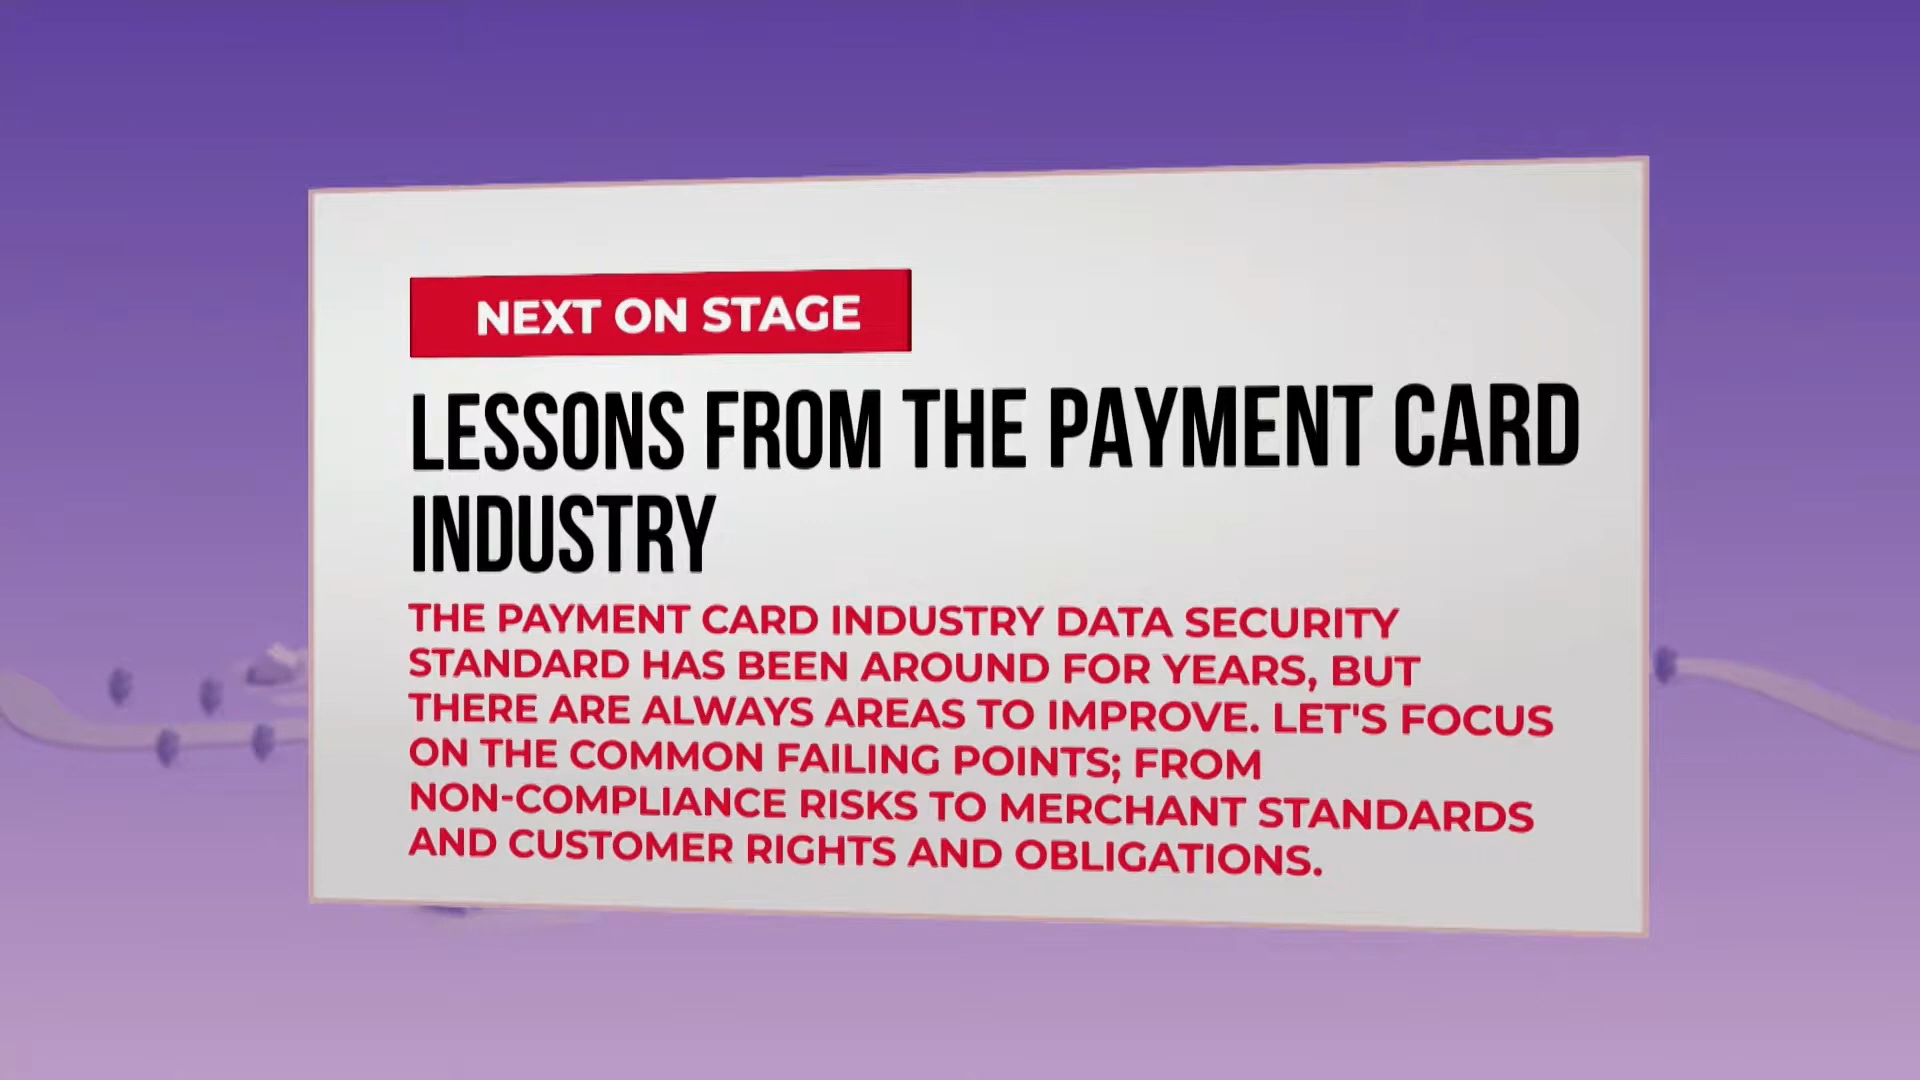 NEXT ON STAGE
LESSONS FROM THE PAYMENT CARD
INDUSTRY
THE PAYMENT CARD INDUSTRY DATA SECURITY
STANDARD HAS BEEN AROUND FOR YEARS, BUT
THERE ARE ALWAYS AREAS TO IMPROVE. LET'S FOCUS
ON THE COMMON FAILING POINTS; FROM
NON-COMPLIANCE RISKS TO MERCHANT STANDARDS
AND CUSTOMER RIGHTS AND OBLIGATIONS.